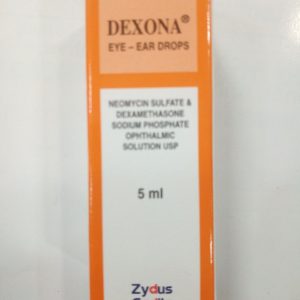 DEXONA®
EYE – EAR DROPS
NEOMYCIN SULFATE &
DEXAMETHASONE
SODIUM PHOSPHATE
OPHTHALMIC
SOLUTION USP
5 ml
Zydus